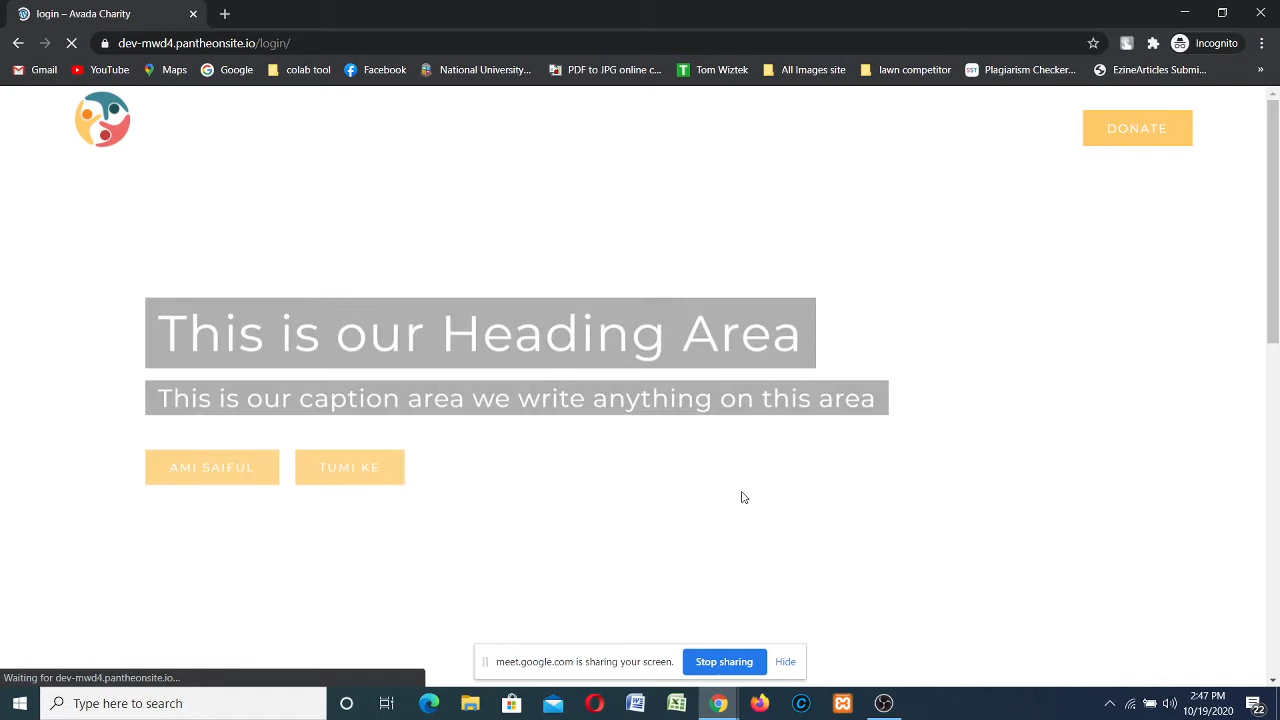 login – Avada Charity
dev-mwd4.pantheonsite.io/login/
Incognito
Gmail
YouTube
Maps
Google
colab tool
Facebook
National University...
PDF to JPG online c...
Tom Wiztek
All Images site
lawn competitor
Plagiarism Checker...
EzineArticles Submi...
»
DONATE
This is our Heading Area
This is our caption area we write anything on this area
AMI SAIFUL
TUMI KE
meet.google.com is sharing your screen.
Stop sharing
Hide
Waiting for dev-mwd4.pantheonsite.io...
Type here to search
2:47 PM
10/19/2020
22